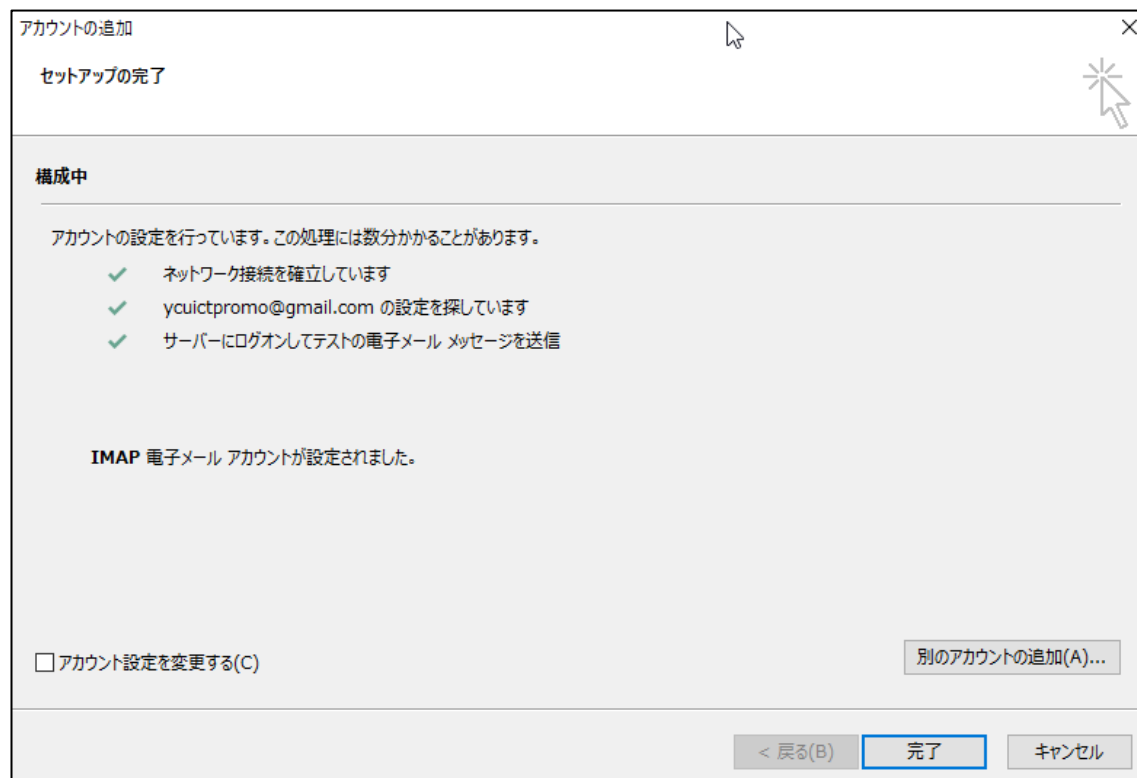 アカウントの追加
セットアップの完了
構成中
アカウントの設定を行っています。この処理には数分かかることがあります。
ネットワーク接続を確立しています
ycuictpromo@gmail.com の設定を探しています
サーバーにログオンしてテストの電子メール メッセージを送信
IMAP 電子メール アカウントが設定されました。
アカウント設定を変更する(C)
別のアカウントの追加(A)...
< 戻る(B)
完了
キャンセル